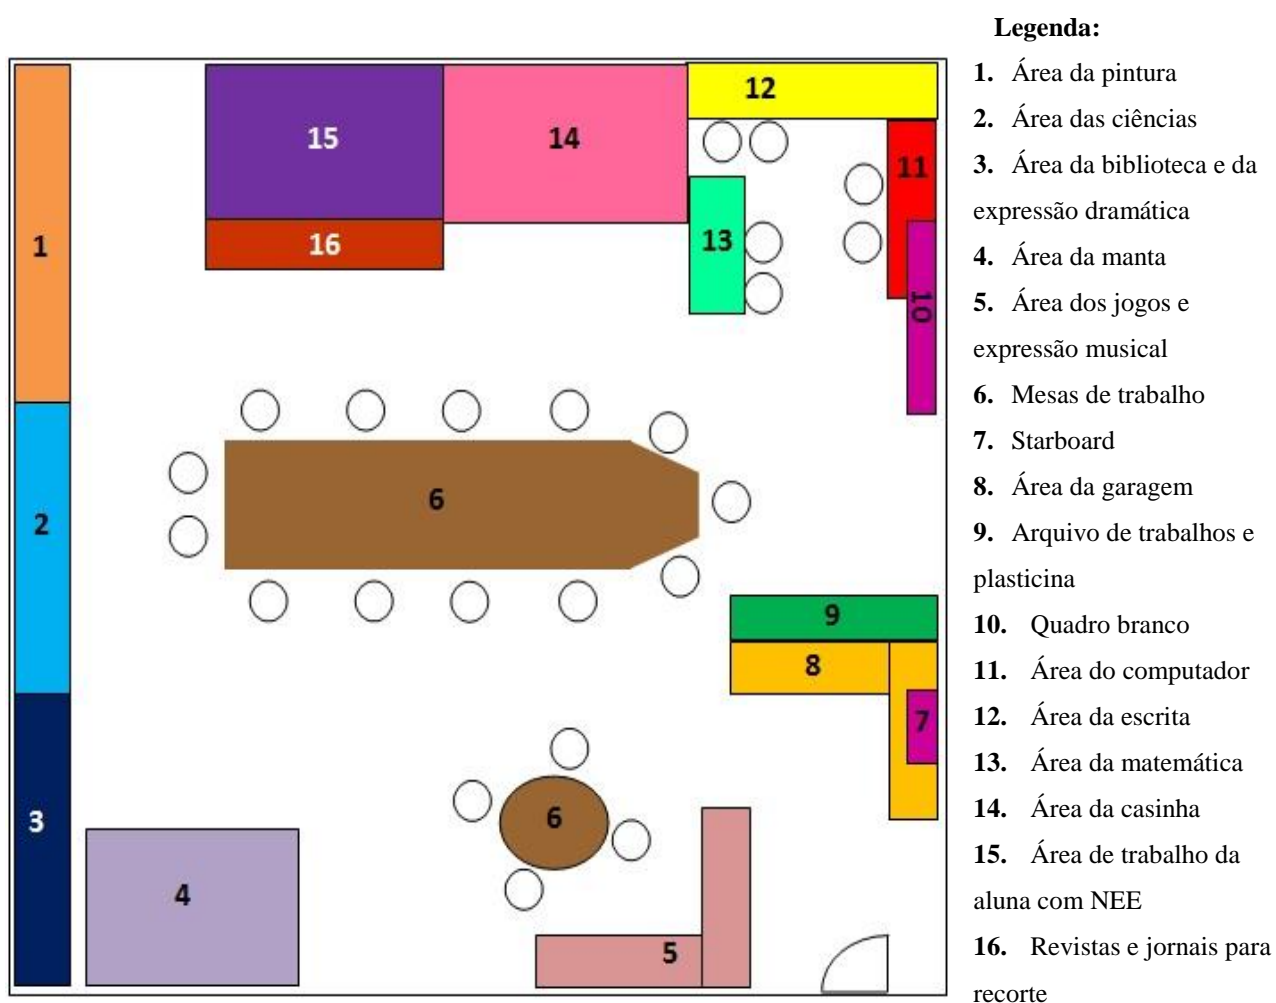 Legenda:
1. Área da pintura
2. Área das ciências
3. Área da biblioteca e da
expressão dramática
4. Área da manta
5. Área dos jogos e
expressão musical
6. Mesas de trabalho
7. Starboard
8. Área da garagem
9. Arquivo de trabalhos e
plasticina
10. Quadro branco
11. Área do computador
12. Área da escrita
13. Área da matemática
14. Área da casinha
15. Área de trabalho da
aluna com NEE
16. Revistas e jornais para
recorte
12
15
14
11
16
13
1
10
6
2
9
8
7
3
6
4
5